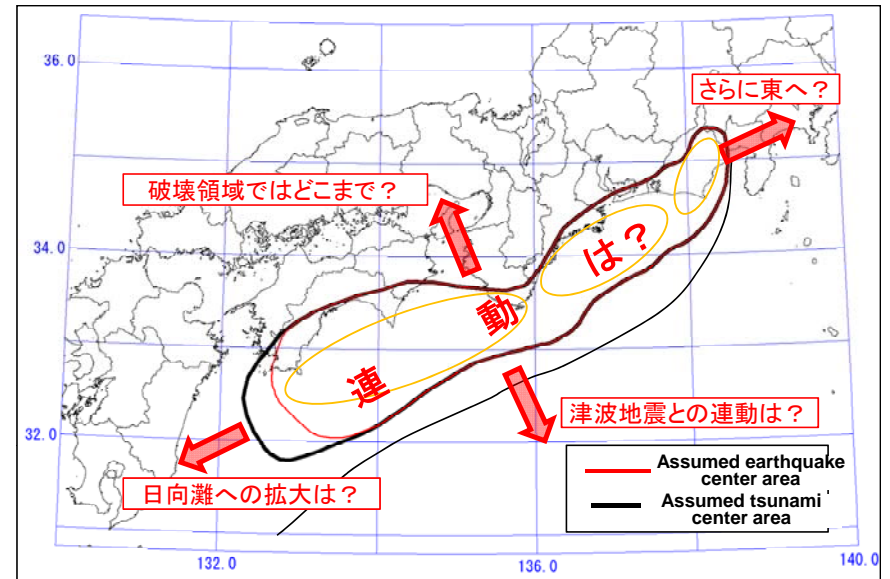 36.0
さらに東へ？
破壊領域ではどこまで？
34.0
は？
動
連
津波地震との連動は？
32.0
Assumed earthquake
center area
Assumed tsunami
center area
日向灘への拡大は？
132.0
136.0
140.0